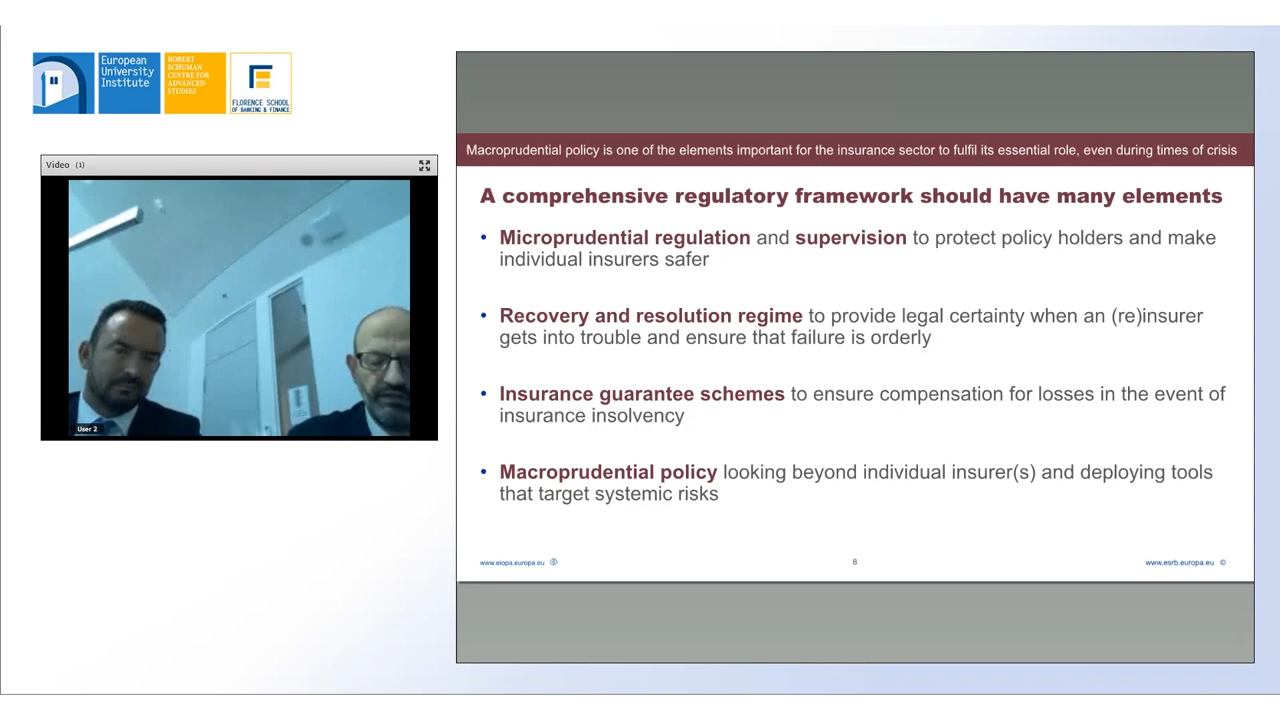 European
University
Institute
ROBERT
SCHUMAN
CENTRE FOR
ADVANCED
STUDIES
FLORENCE SCHOOL
OF BANKING & FINANCE
Video (1)
User 2
Macroprudential policy is one of the elements important for the insurance sector to fulfil its essential role, even during times of crisis
A comprehensive regulatory framework should have many elements
• Microprudential regulation and supervision to protect policy holders and make
individual insurers safer
• Recovery and resolution regime to provide legal certainty when an (re)insurer
gets into trouble and ensure that failure is orderly
• Insurance guarantee schemes to ensure compensation for losses in the event of
insurance insolvency
• Macroprudential policy looking beyond individual insurer(s) and deploying tools
that target systemic risks
www.eiopa.europa.eu
8
www.esrb.europa.eu ©